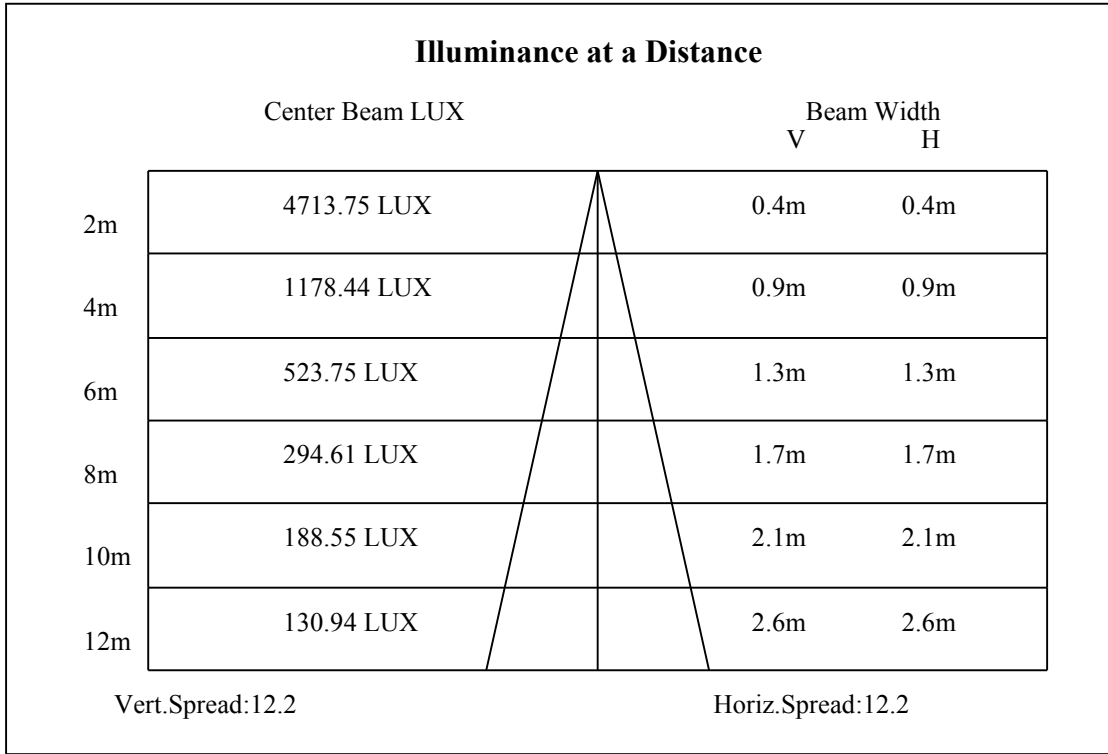 Illuminance at a Distance
Center Beam LUX Beam Width
V H
2m 4713.75 LUX 0.4m 0.4m
4m 1178.44 LUX 0.9m 0.9m
6m 523.75 LUX 1.3m 1.3m
8m 294.61 LUX 1.7m 1.7m
10m 188.55 LUX 2.1m 2.1m
12m 130.94 LUX 2.6m 2.6m
Vert.Spread:12.2 Horiz.Spread:12.2